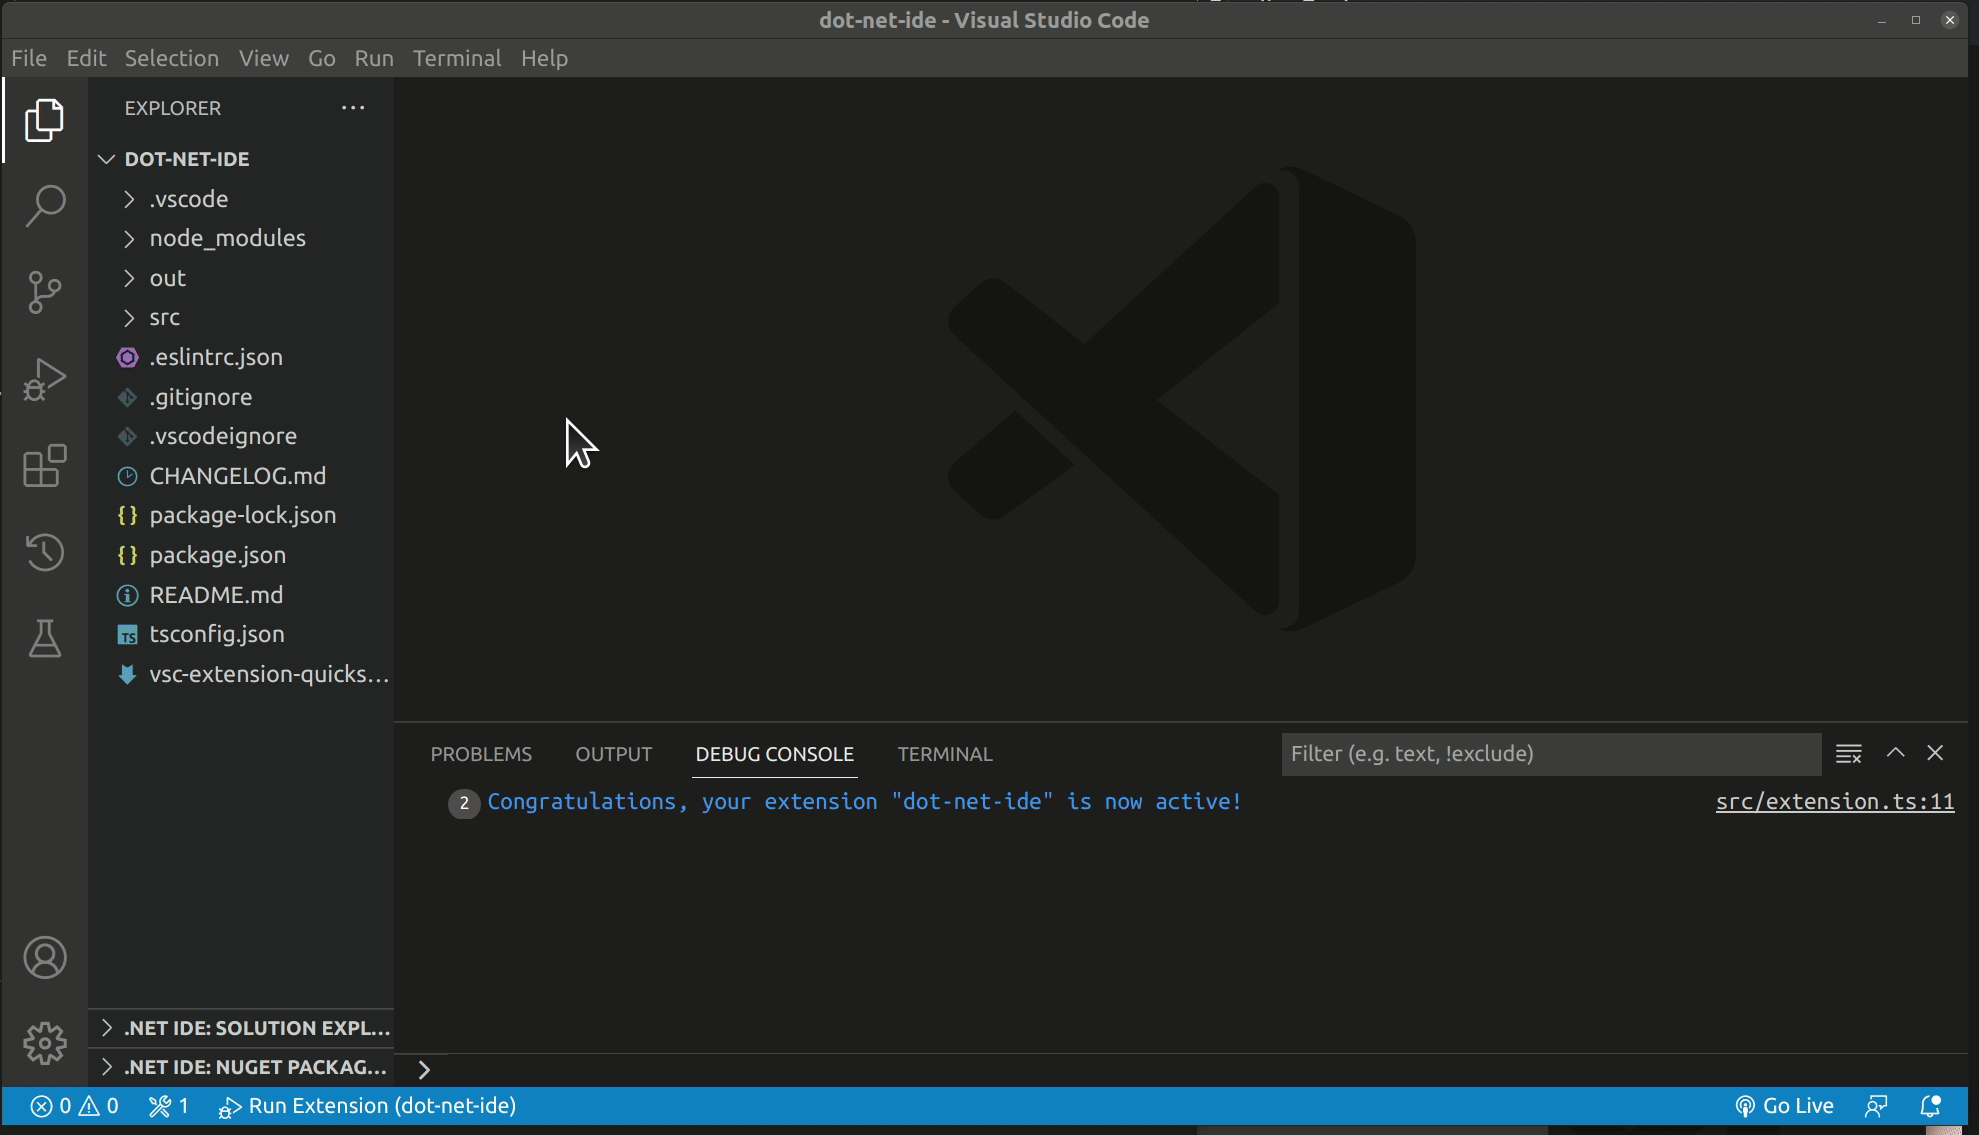 dot-net-ide - Visual Studio Code
File Edit Selection View Go Run Terminal Help
EXPLORER
DOT-NET-IDE
.vscode
node_modules
out
src
.eslintrc.json
.gitignore
.vscodeignore
CHANGELOG.md
{} package-lock.json
{} package.json
README.md
TS tsconfig.json
vsc-extension-quicks...
.NET IDE: SOLUTION EXPL...
.NET IDE: NUGET PACKAG...
PROBLEMS OUTPUT DEBUG CONSOLE TERMINAL Filter (e.g. text, !exclude)
2 Congratulations, your extension "dot-net-ide" is now active! src/extension.ts:11
0 0 1 Run Extension (dot-net-ide) Go Live